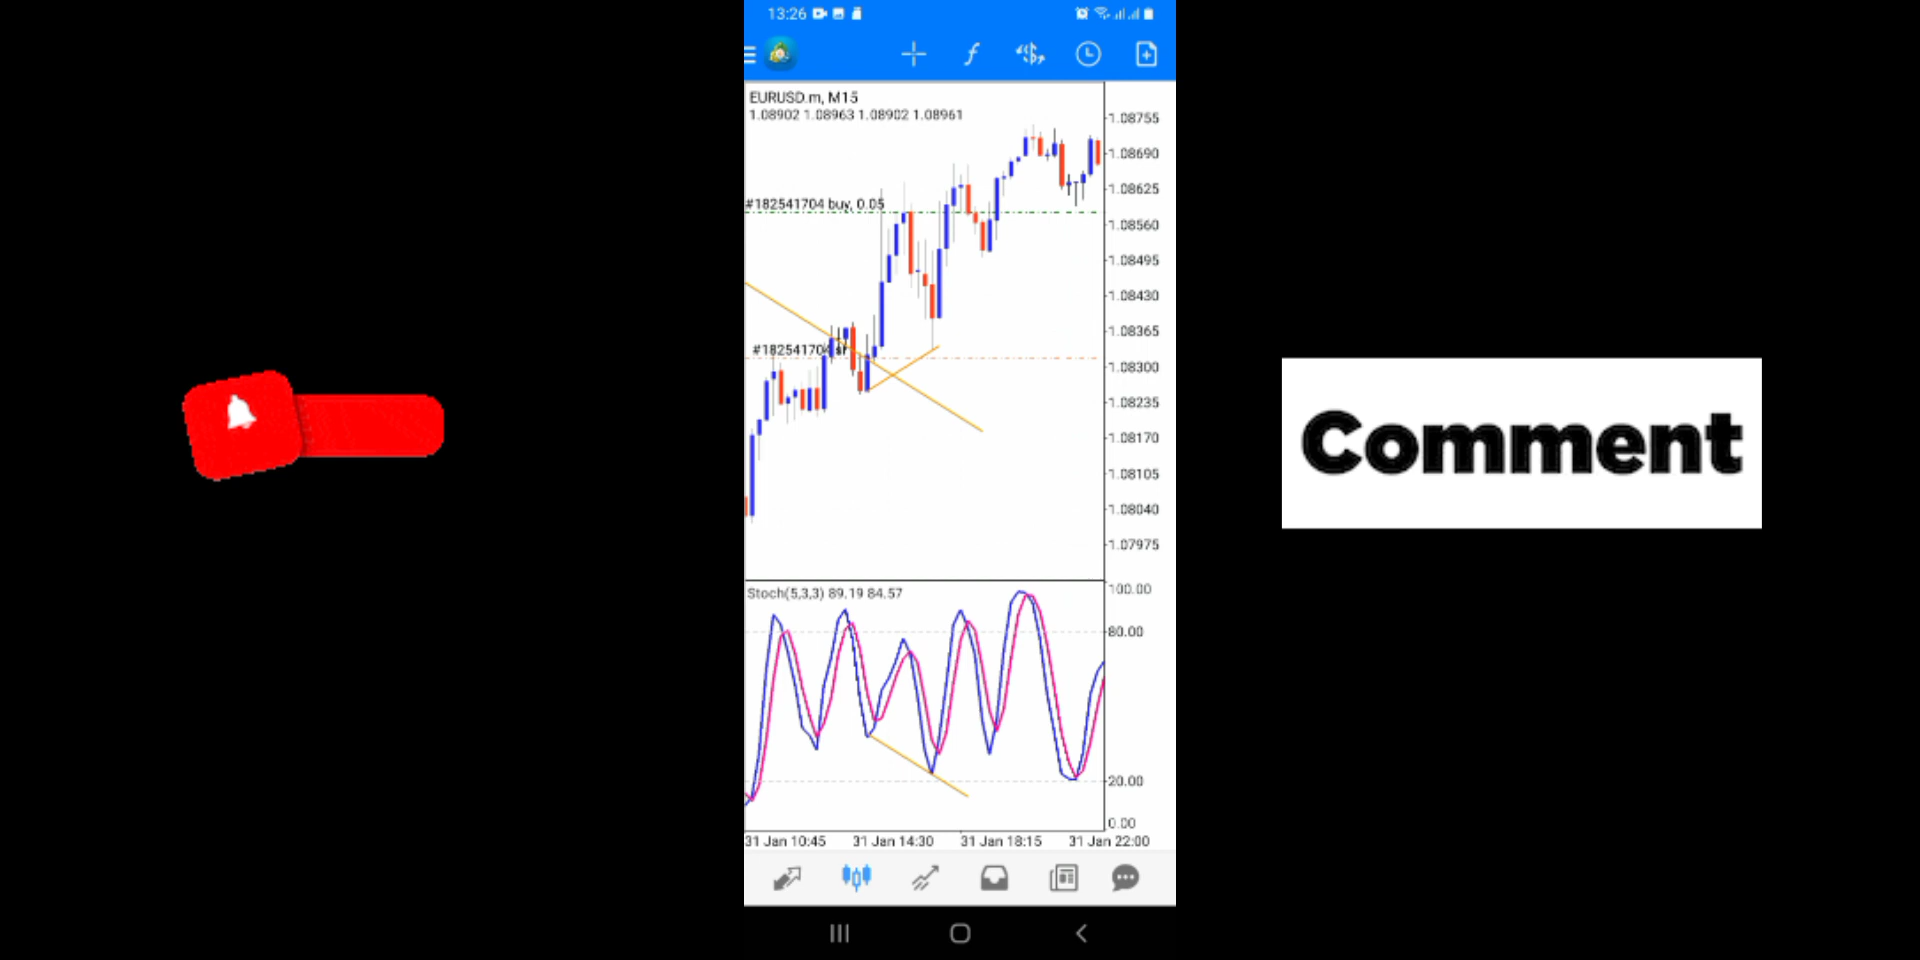 13:26
EURUSD.m, M15
1.08902 1.08963 1.08902 1.08961
1.08755
1.08690
1.08625
#182541704 buy, 0.05
1.08560
1.08495
1.08430
1.08365
#182541704 sl
1.08300
1.08235
1.08170
1.08105
1.08040
1.07975
Stoch(5,3,3) 89.19 84.57
100.00
80.00
20.00
0.00
31 Jan 10:45
31 Jan 14:30
31 Jan 18:15
31 Jan 22:00
Comment